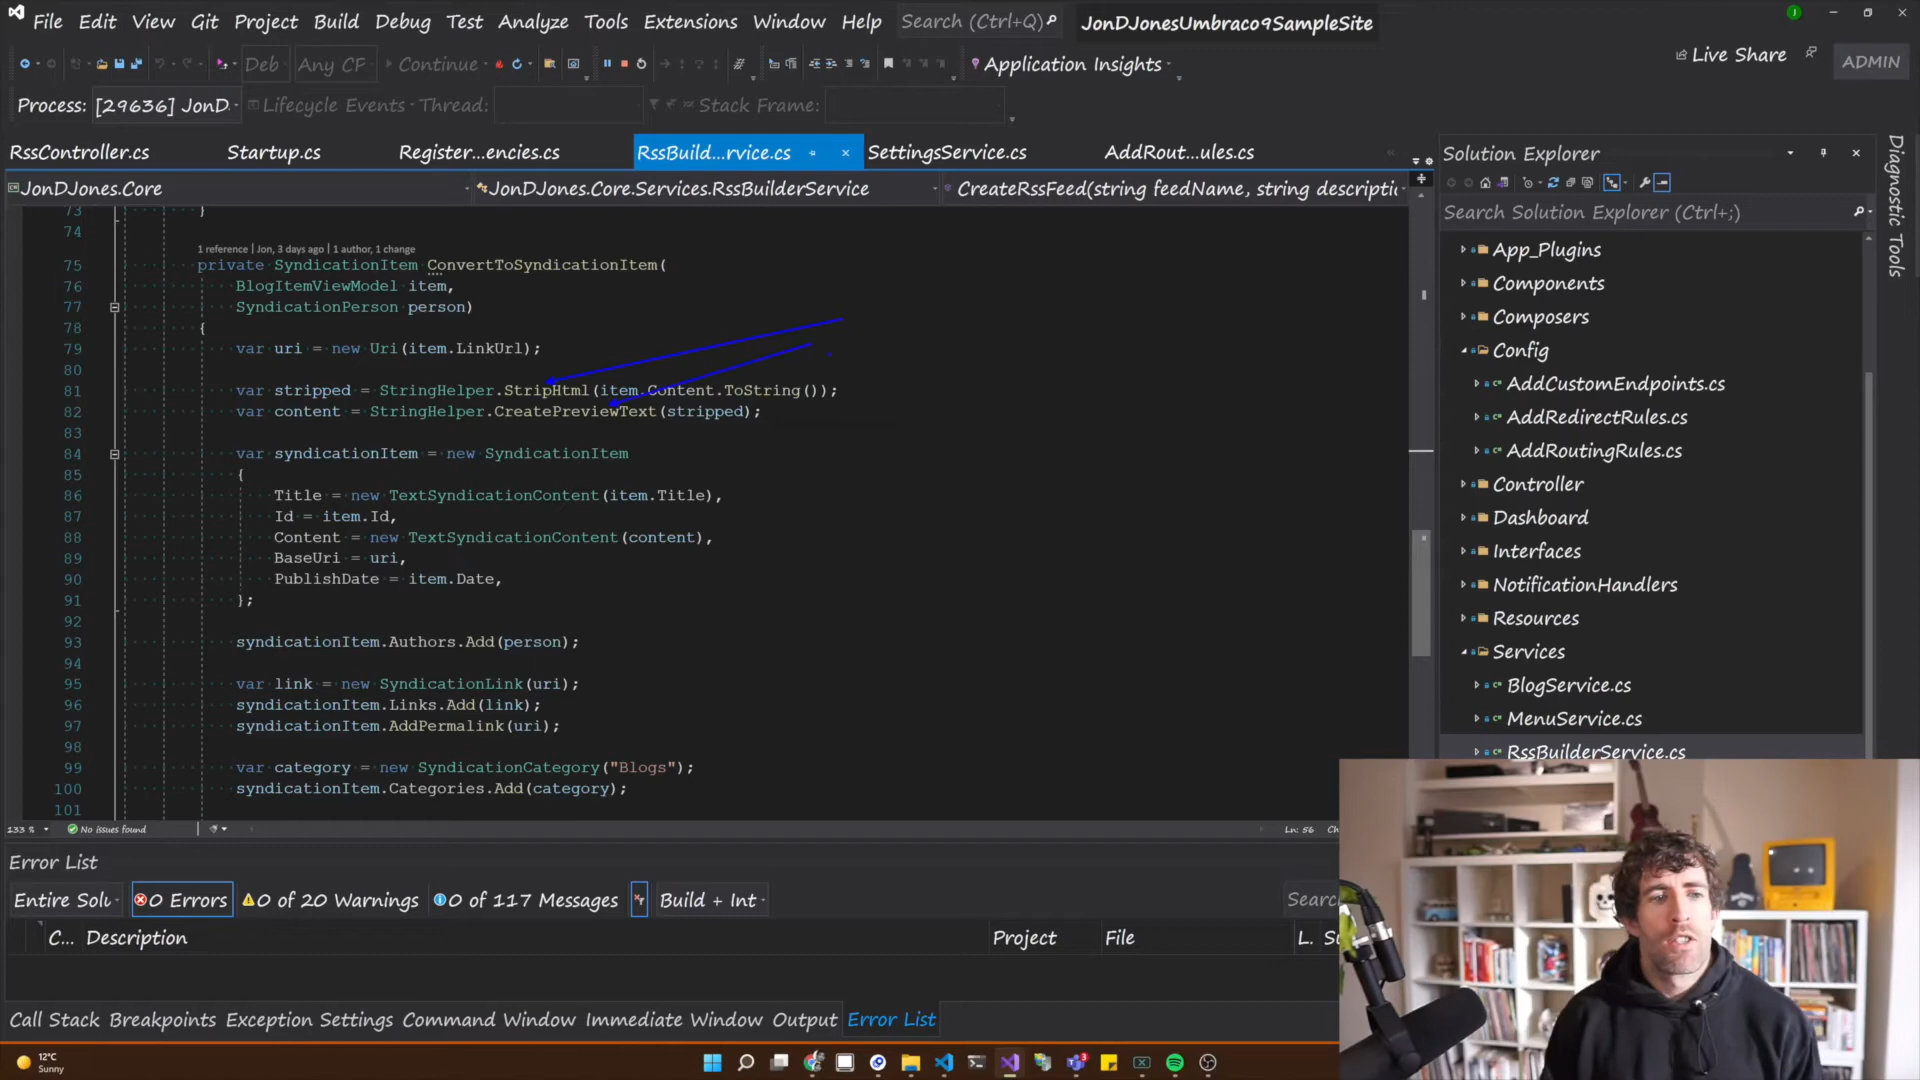 File Edit View Git Project Build Debug Test Analyze Tools Extensions Window Help Search (Ctrl+Q) JonDJonesUmbraco9SampleSite
Deb Any CF Continue Application Insights Live Share ADMIN
Process: [29636] JonD. Lifecycle Events Thread: Stack Frame:
RssController.cs Startup.cs Register...encies.cs RssBuild...rvice.cs SettingsService.cs AddRout...ules.cs
JonDJones.Core JonDJones.Core.Services.RssBuilderService CreateRssFeed(string feedName, string descriptic
73 }
74
1 reference | Jon, 3 days ago | 1 author, 1 change
75 private SyndicationItem ConvertToSyndicationItem(
76 BlogItemViewModel item,
77 SyndicationPerson person)
78 {
79 var uri = new Uri(item.LinkUrl);
80
81 var stripped = StringHelper.StripHtml(item.Content.ToString());
82 var content = StringHelper.CreatePreviewText(stripped);
83
84 var syndicationItem = new SyndicationItem
85 {
86 Title = new TextSyndicationContent(item.Title),
87 Id = item.Id,
88 Content = new TextSyndicationContent(content),
89 BaseUri = uri,
90 PublishDate = item.Date,
91 };
92
93 syndicationItem.Authors.Add(person);
94
95 var link = new SyndicationLink(uri);
96 syndicationItem.Links.Add(link);
97 syndicationItem.AddPermalink(uri);
98
99 var category = new SyndicationCategory("Blogs");
100 syndicationItem.Categories.Add(category);
101
133 % No issues found Ln: 56 Ch
Solution Explorer
Search Solution Explorer (Ctrl+;)
App_Plugins
Components
Composers
Config
AddCustomEndpoints.cs
AddRedirectRules.cs
AddRoutingRules.cs
Controller
Dashboard
Interfaces
NotificationHandlers
Resources
Services
BlogService.cs
MenuService.cs
RssBuilderService.cs
Diagnostic Tools
Error List
Entire Solu 0 Errors 0 of 20 Warnings 0 of 117 Messages Build + Int Searc
C... Description Project File L. Su
Call Stack Breakpoints Exception Settings Command Window Immediate Window Output Error List
12°C
Sunny